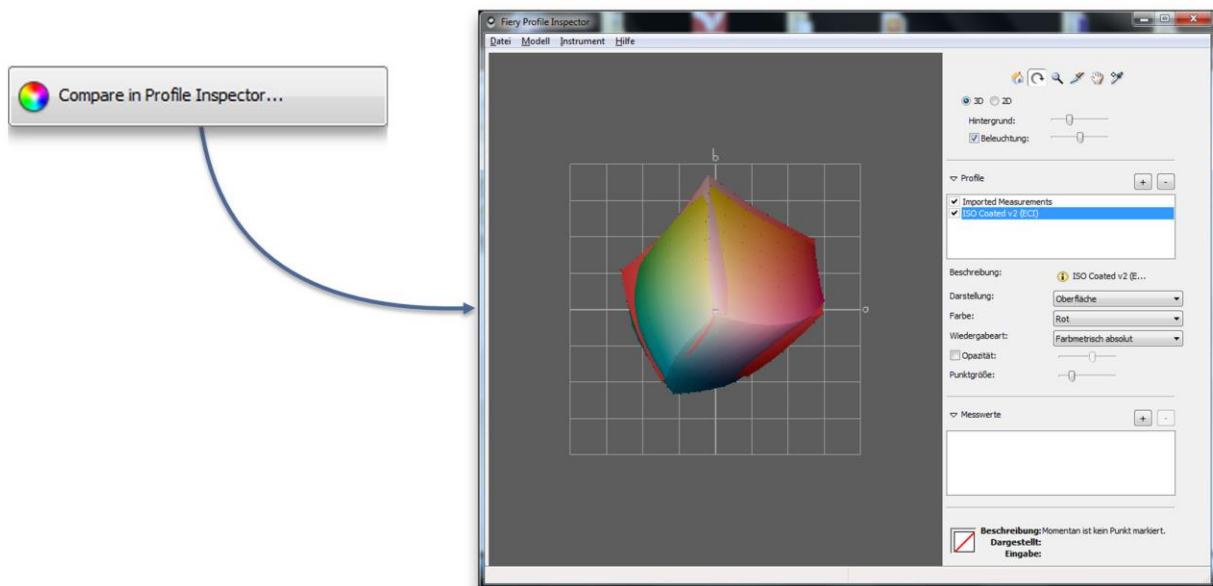 Compare in Profile Inspector...
Fiery Profile Inspector
Datei Modell Instrument Hilfe
3D 2D
Hintergrund:
Beleuchtung:
b
a
Profile
+ -
Imported Measurements
ISO Coated v2 (ECI)
Beschreibung: ISO Coated v2 (E...
Darstellung: Oberfläche
Farbe: Rot
Wiedergabeart: Farbmetrisch absolut
Opazität:
Punktgröße:
Messwerte
+ -
Beschreibung: Momentan ist kein Punkt markiert.
Dargestellt:
Eingabe: